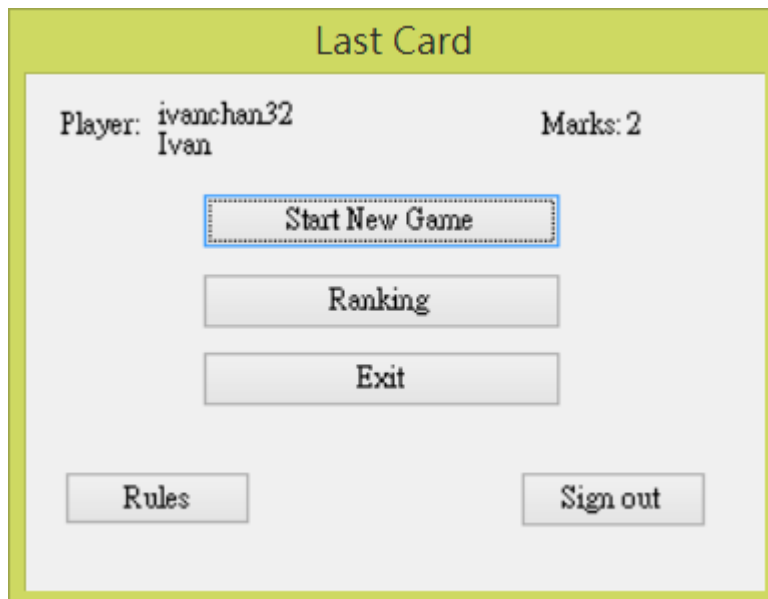 Last Card
Player: ivanchan32
Ivan
Marks: 2
Start New Game
Ranking
Exit
Rules
Sign out